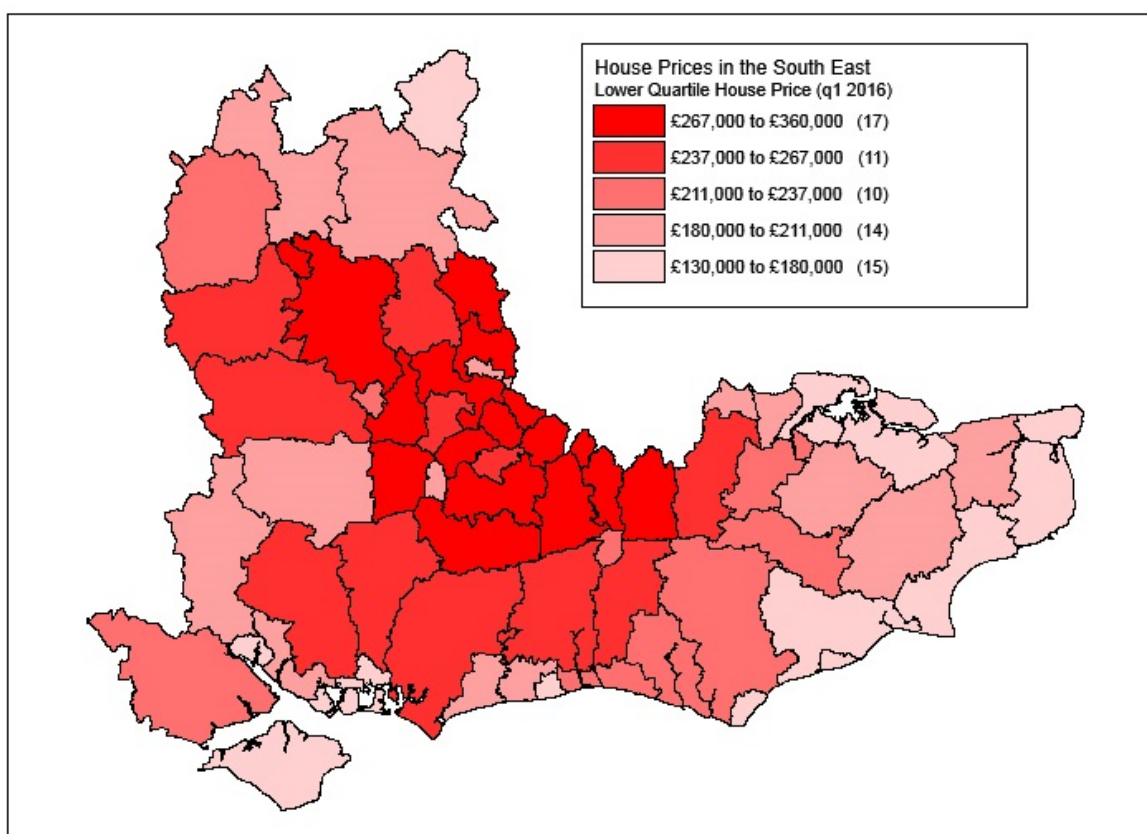 House Prices in the South East
Lower Quartile House Price (q1 2016)
£267,000 to £360,000 (17)
£237,000 to £267,000 (11)
£211,000 to £237,000 (10)
£180,000 to £211,000 (14)
£130,000 to £180,000 (15)